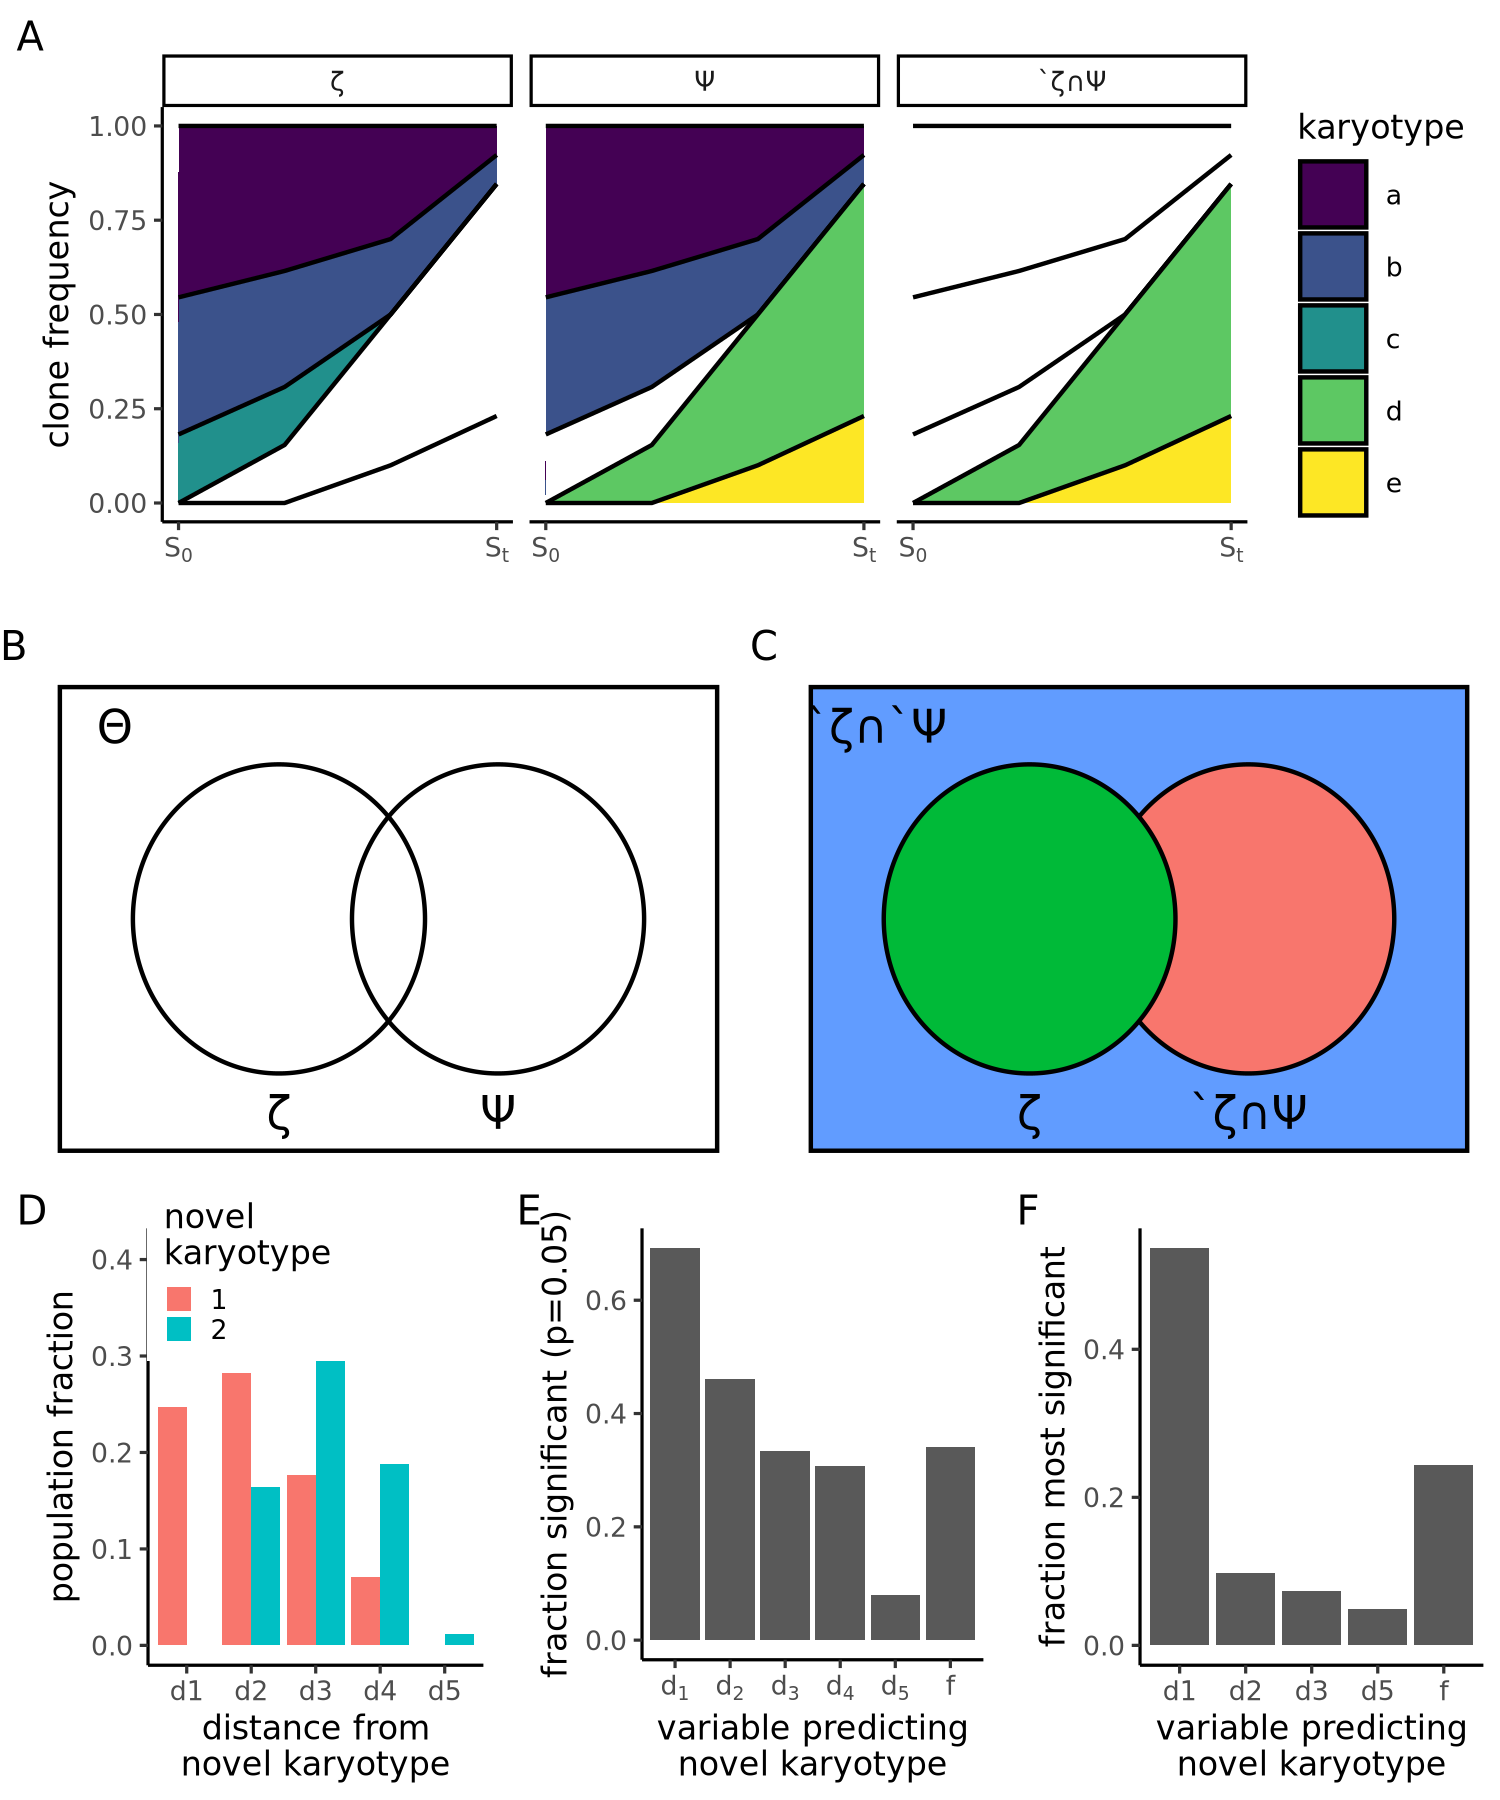 A
ζ
Ψ
`ζ∩Ψ
clone frequency
1.00
0.75
0.50
0.25
0.00
S₀
Sₜ
S₀
Sₜ
S₀
Sₜ
karyotype
a
b
c
d
e
B
Θ
ζ
Ψ
C
`ζ∩`Ψ
ζ
`ζ∩Ψ
D
novel
karyotype
1
2
population fraction
0.4
0.3
0.2
0.1
0.0
d1
d2
d3
d4
d5
distance from
novel karyotype
E
fraction significant (p=0.05)
0.6
0.4
0.2
0.0
d₁
d₂
d₃
d₄
d₅
f
variable predicting
novel karyotype
F
fraction most significant
0.4
0.2
0.0
d1
d2
d3
d5
f
variable predicting
novel karyotype